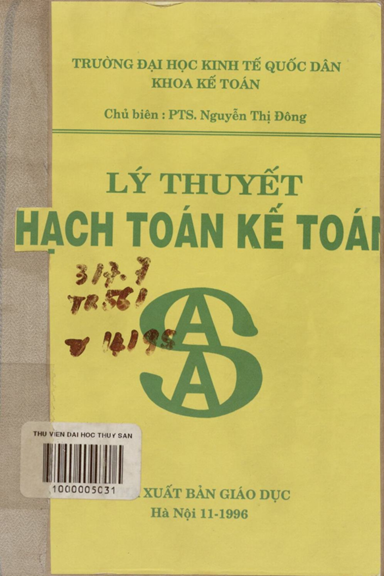 TRƯỜNG ĐẠI HỌC KINH TẾ QUỐC DÂN
KHOA KẾ TOÁN
Chủ biên : PTS. Nguyễn Thị Đông
LÝ THUYẾT
HẠCH TOÁN KẾ TOÁN
THU VIEN DAI HOC THUY SAN
1000005031
XUẤT BẢN GIÁO DỤC
Hà Nội 11-1996